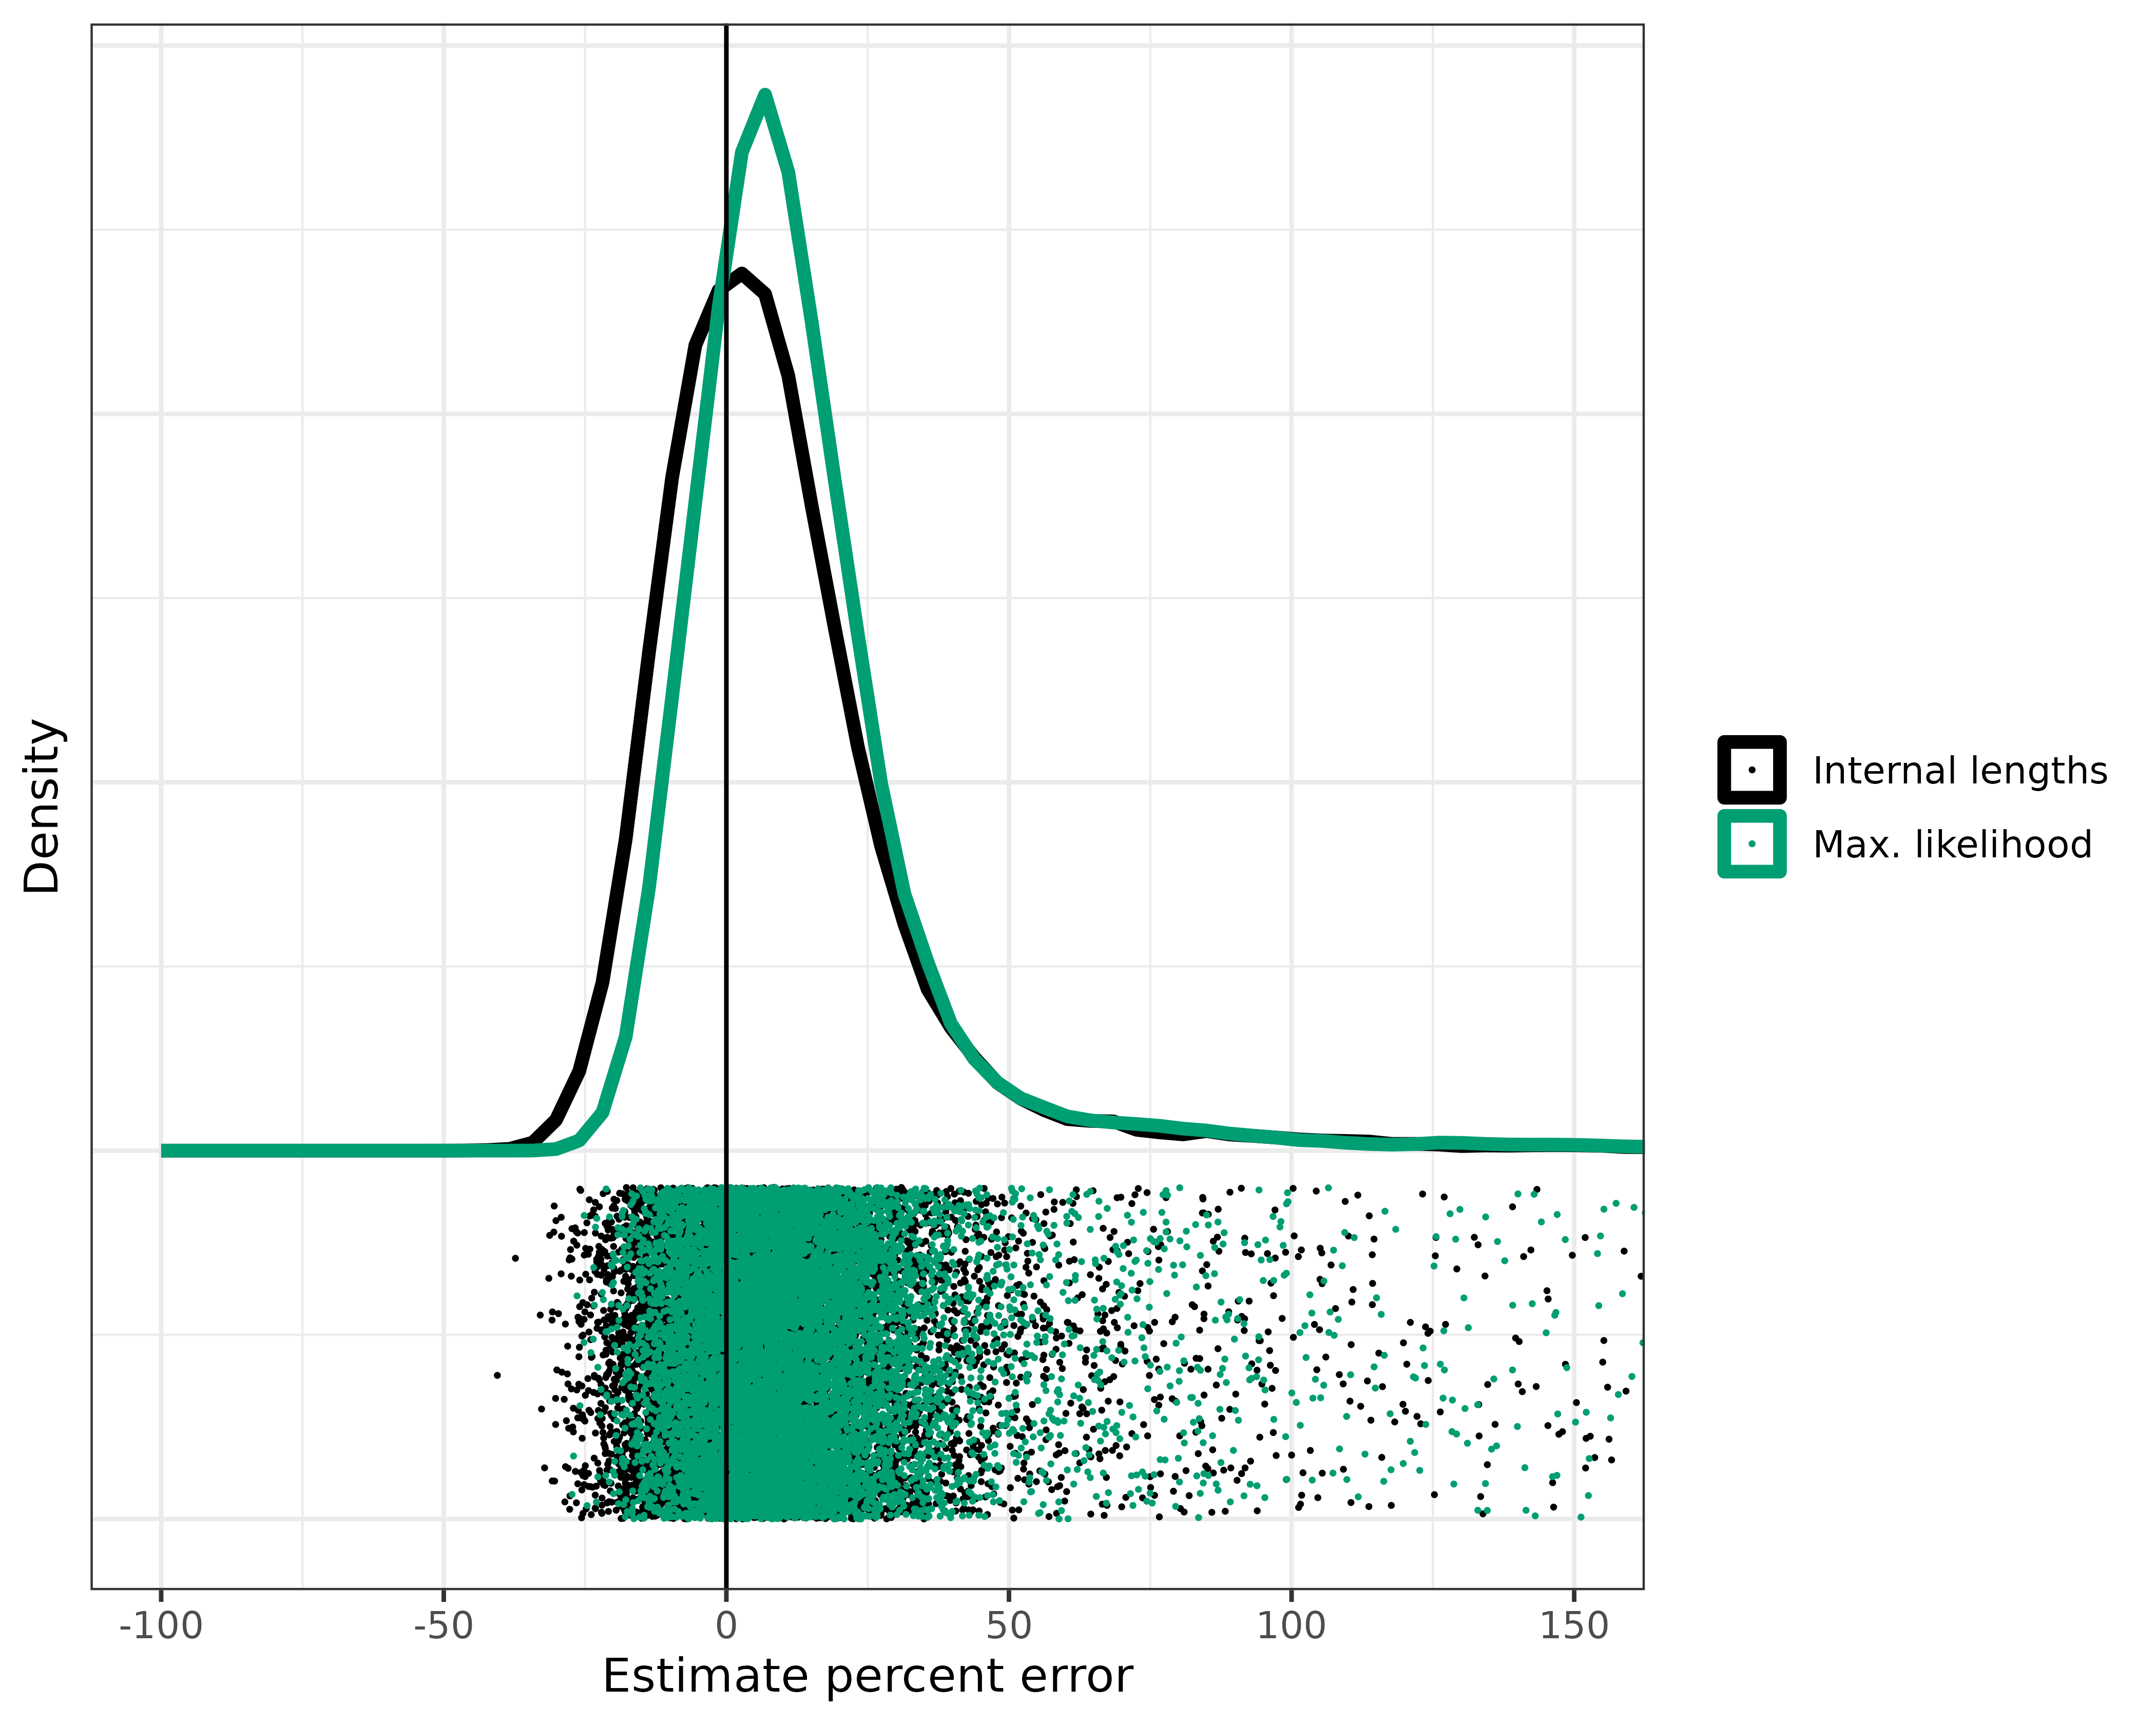 Density
Internal lengths
Max. likelihood
-100 -50 0 50 100 150
Estimate percent error